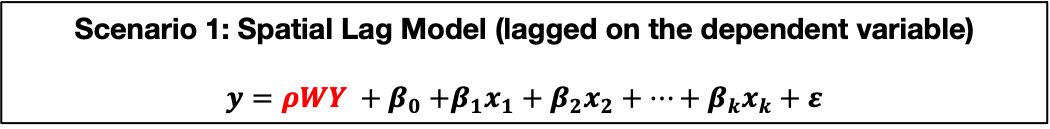 Scenario 1: Spatial Lag Model (lagged on the dependent variable)
y = ρWY + β₀ +β₁x₁ + β₂x₂ + ⋯ + βₖxₖ + ε